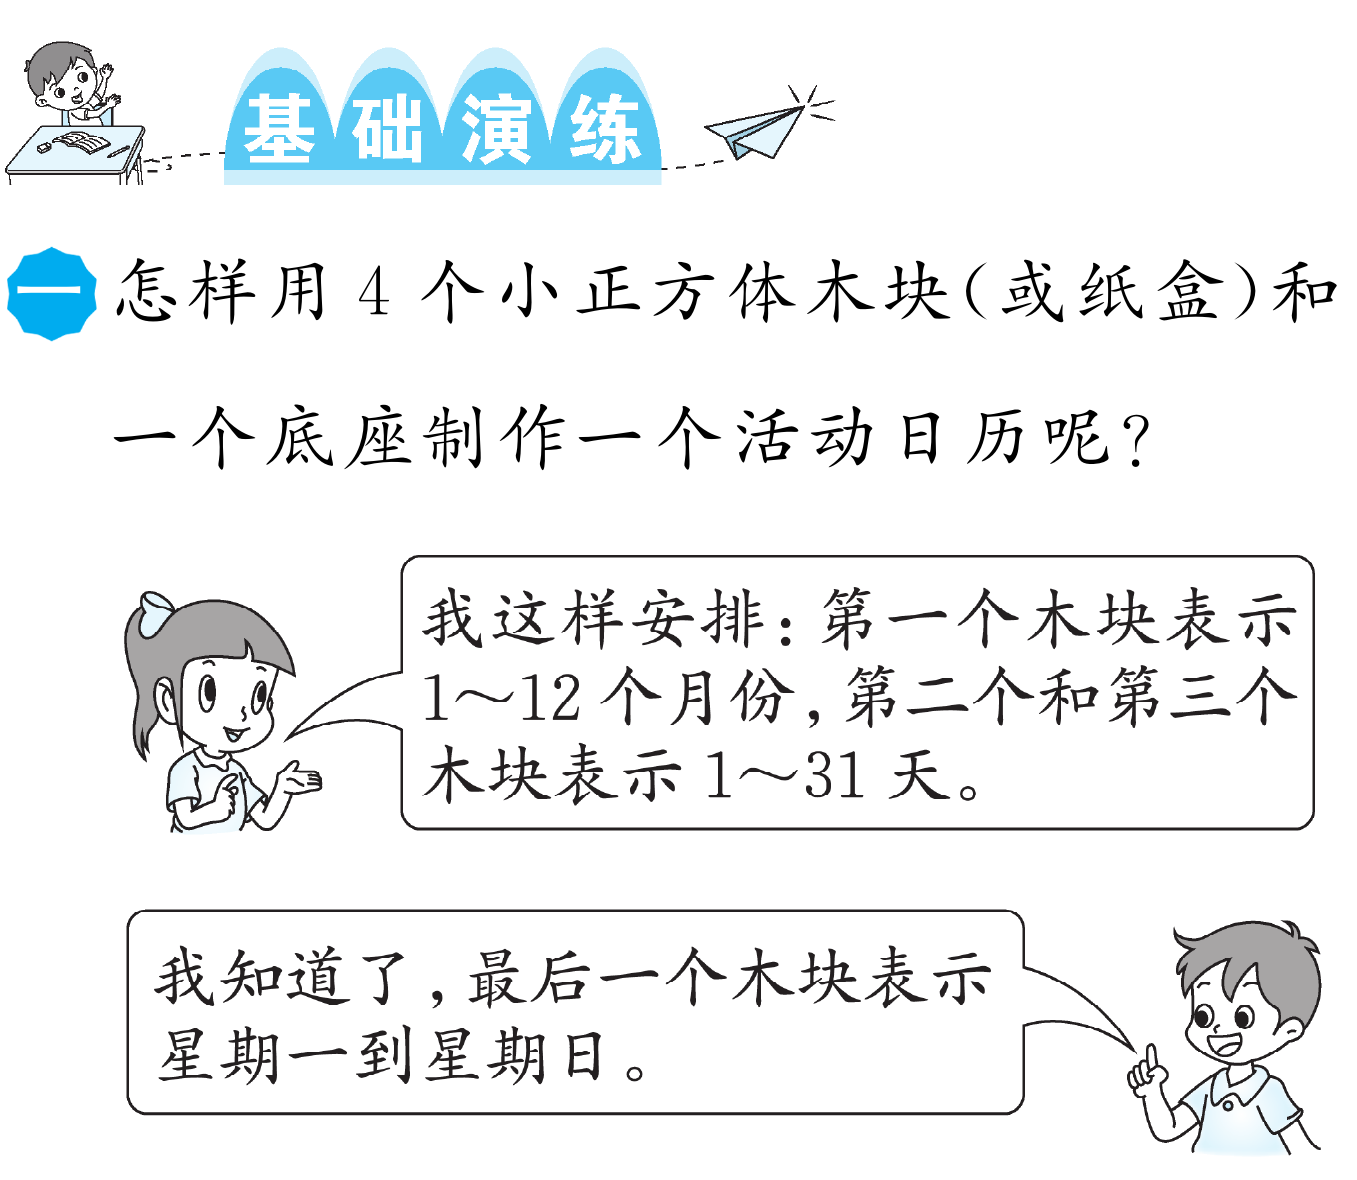 基础演练
一 怎样用 4 个小正方体木块(或纸盒)和
一个底座制作一个活动日历呢?
我这样安排:第一个木块表示
1～12 个月份,第二个和第三个
木块表示 1～31 天。
我知道了,最后一个木块表示
星期一到星期日。